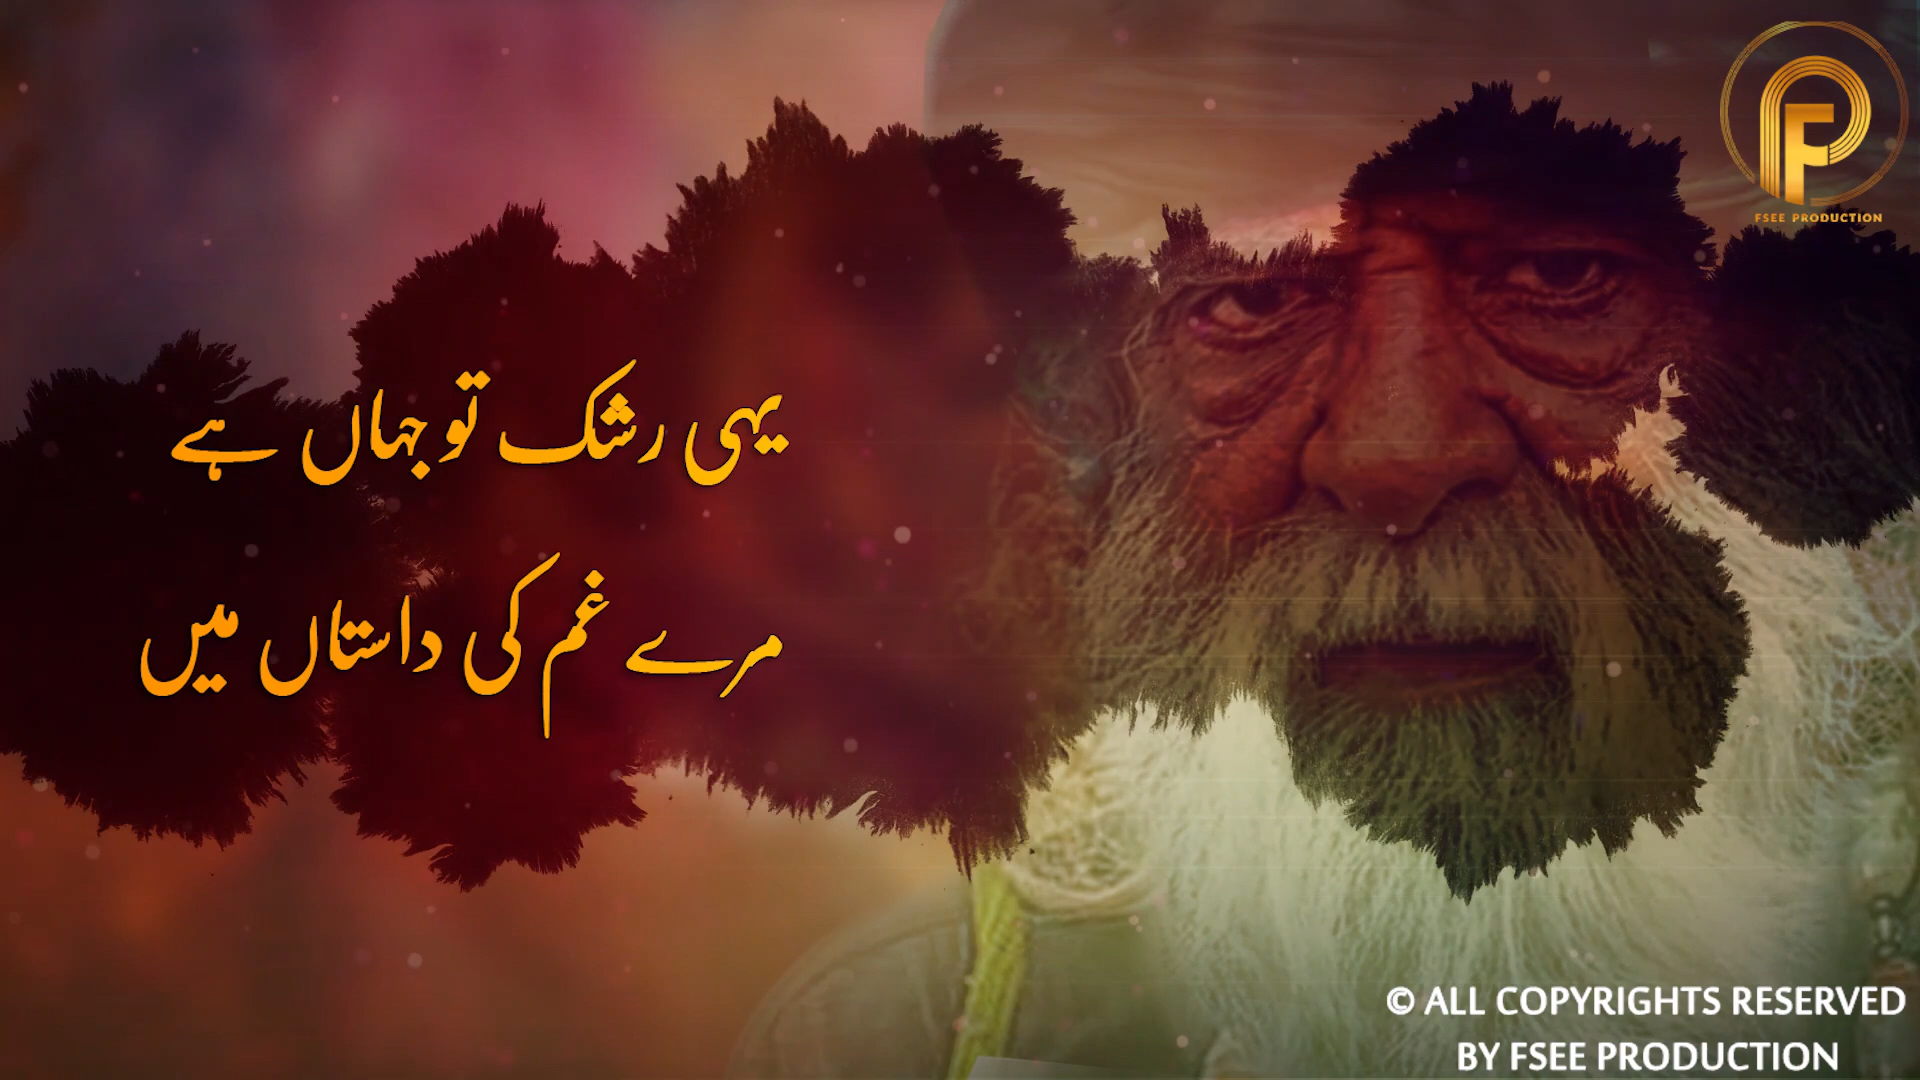 یہی رشک تو جہاں ہے
مرے غم کی داستاں میں
FSEE PRODUCTION
© ALL COPYRIGHTS RESERVED
BY FSEE PRODUCTION